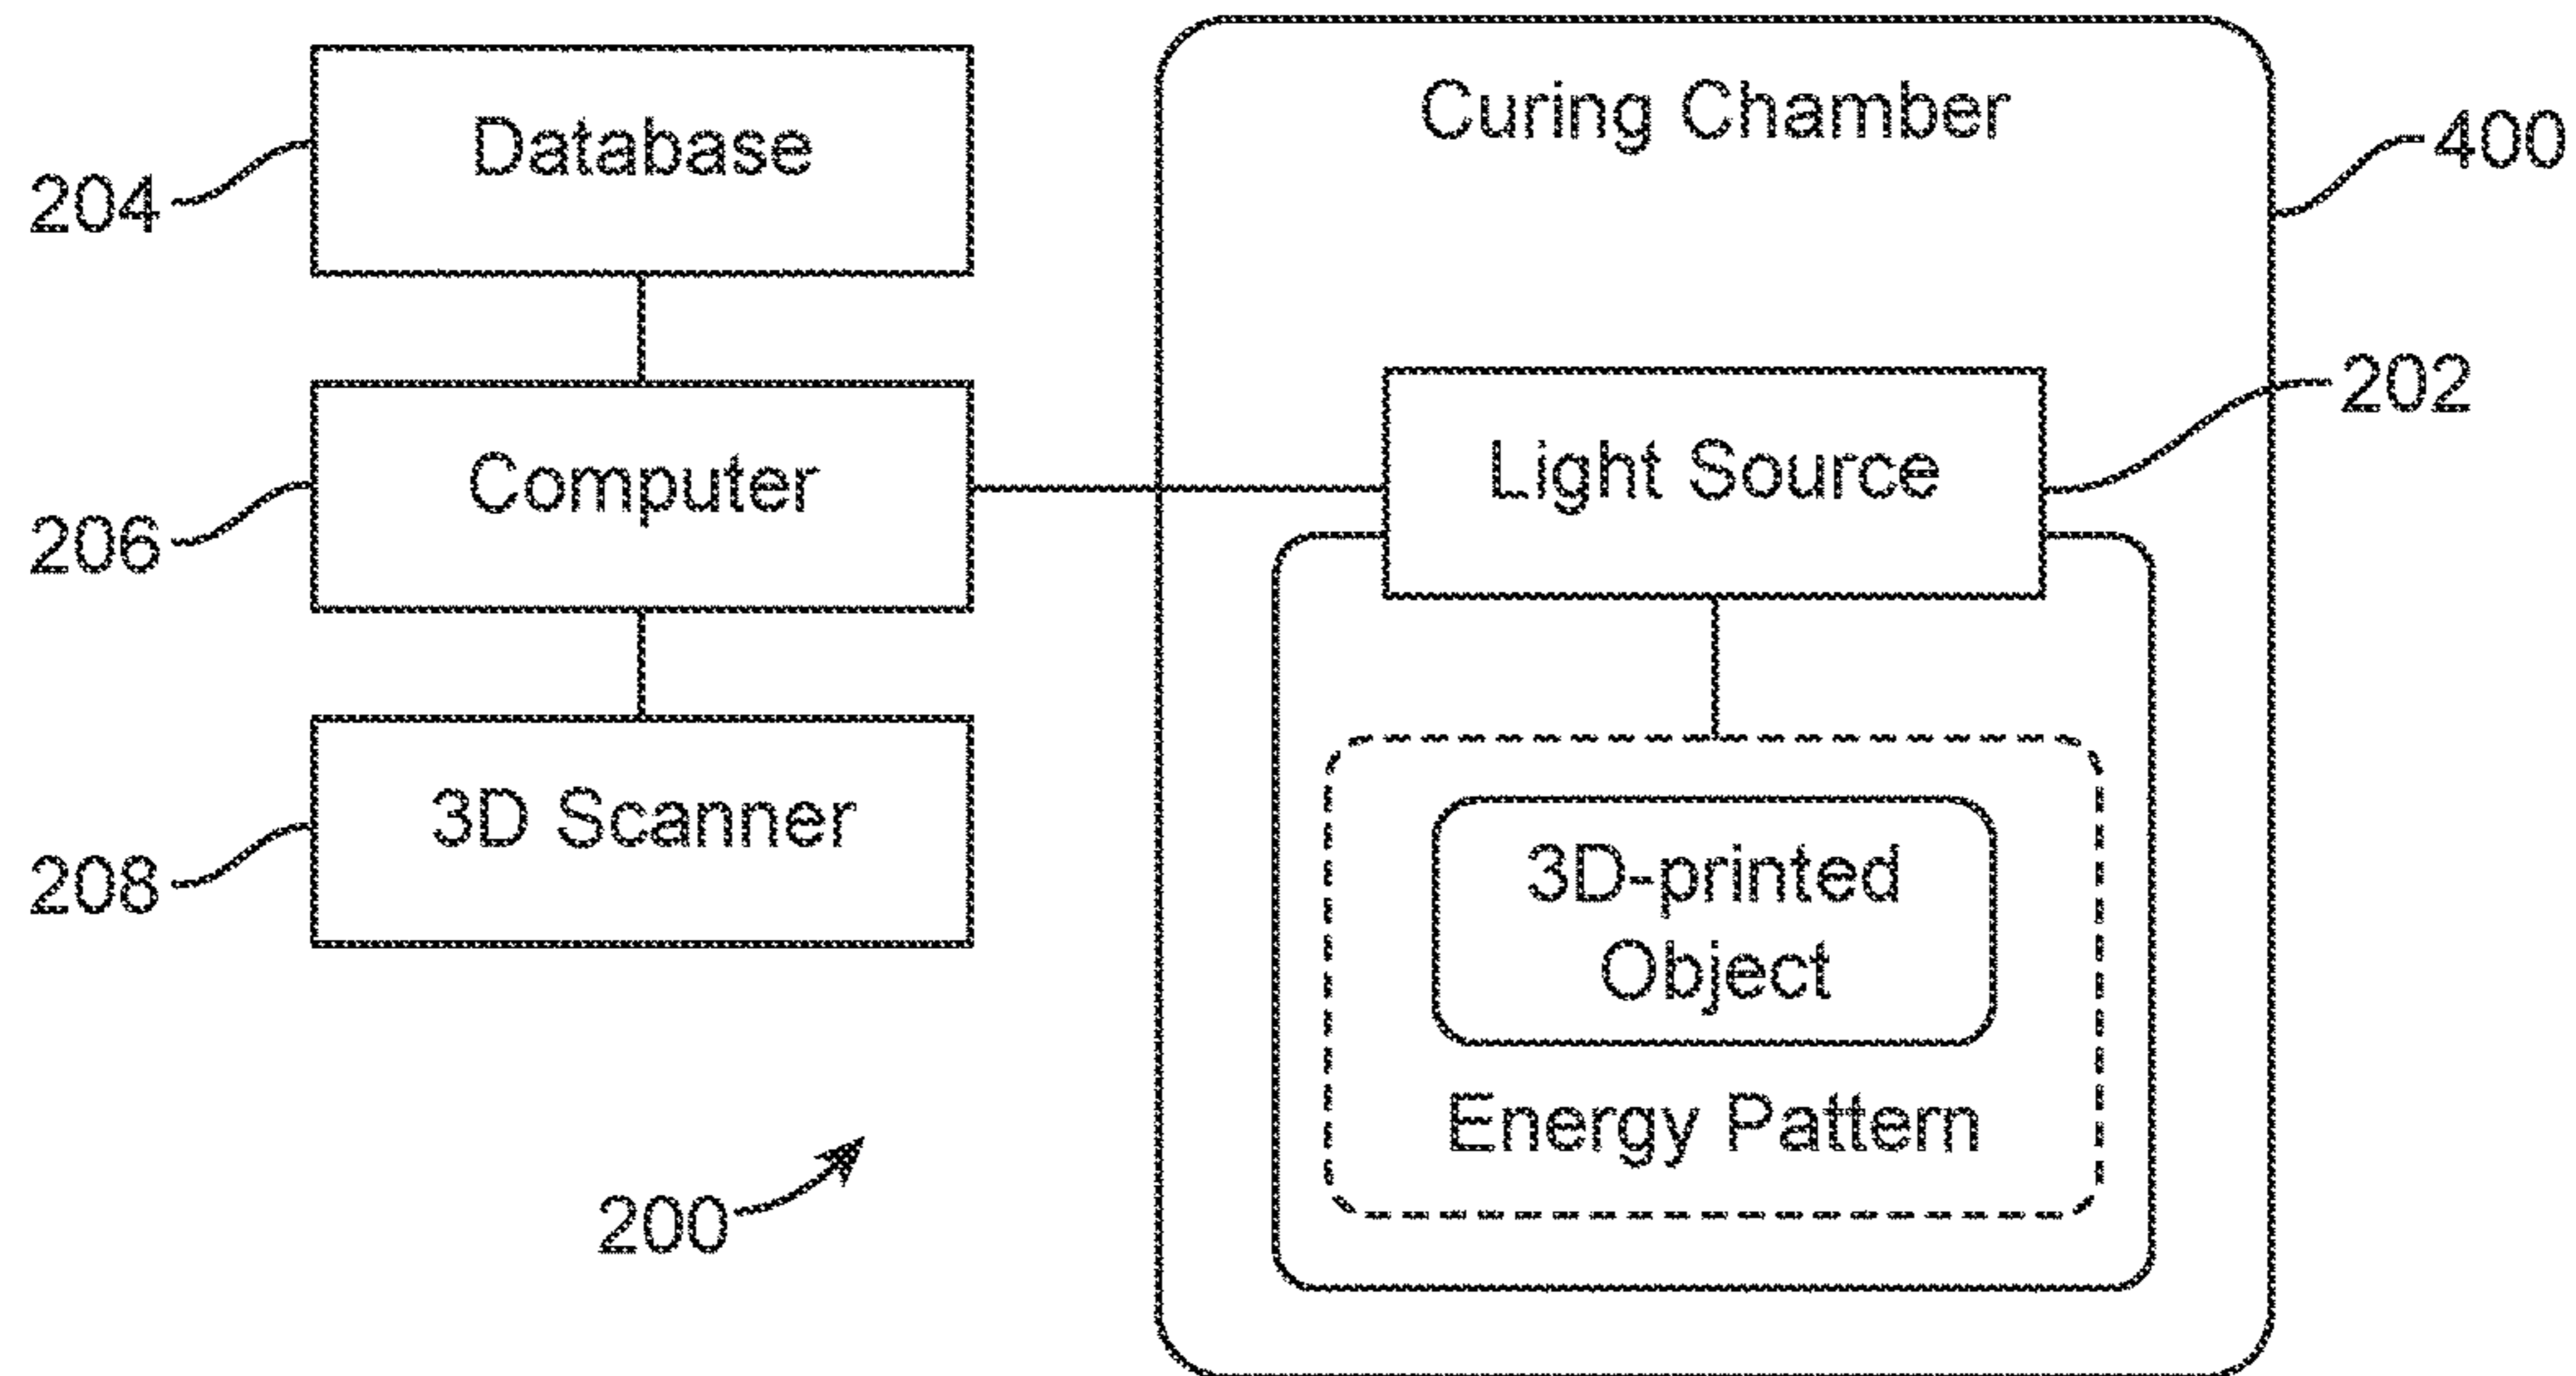 Database
204
Computer
206
3D Scanner
208
200
Curing Chamber
400
Light Source
202
3D-printed
Object
Energy Pattern